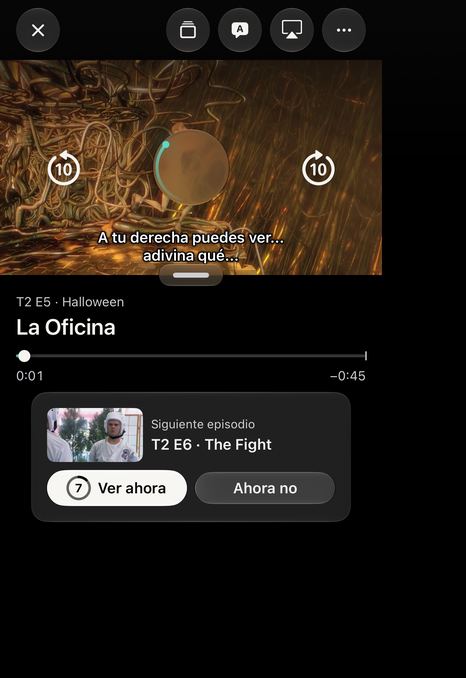 A
10
10
A tu derecha puedes ver...
adivina qué...
T2 E5 · Halloween
La Oficina
0:01
−0:45
Siguiente episodio
T2 E6 · The Fight
7 Ver ahora
Ahora no